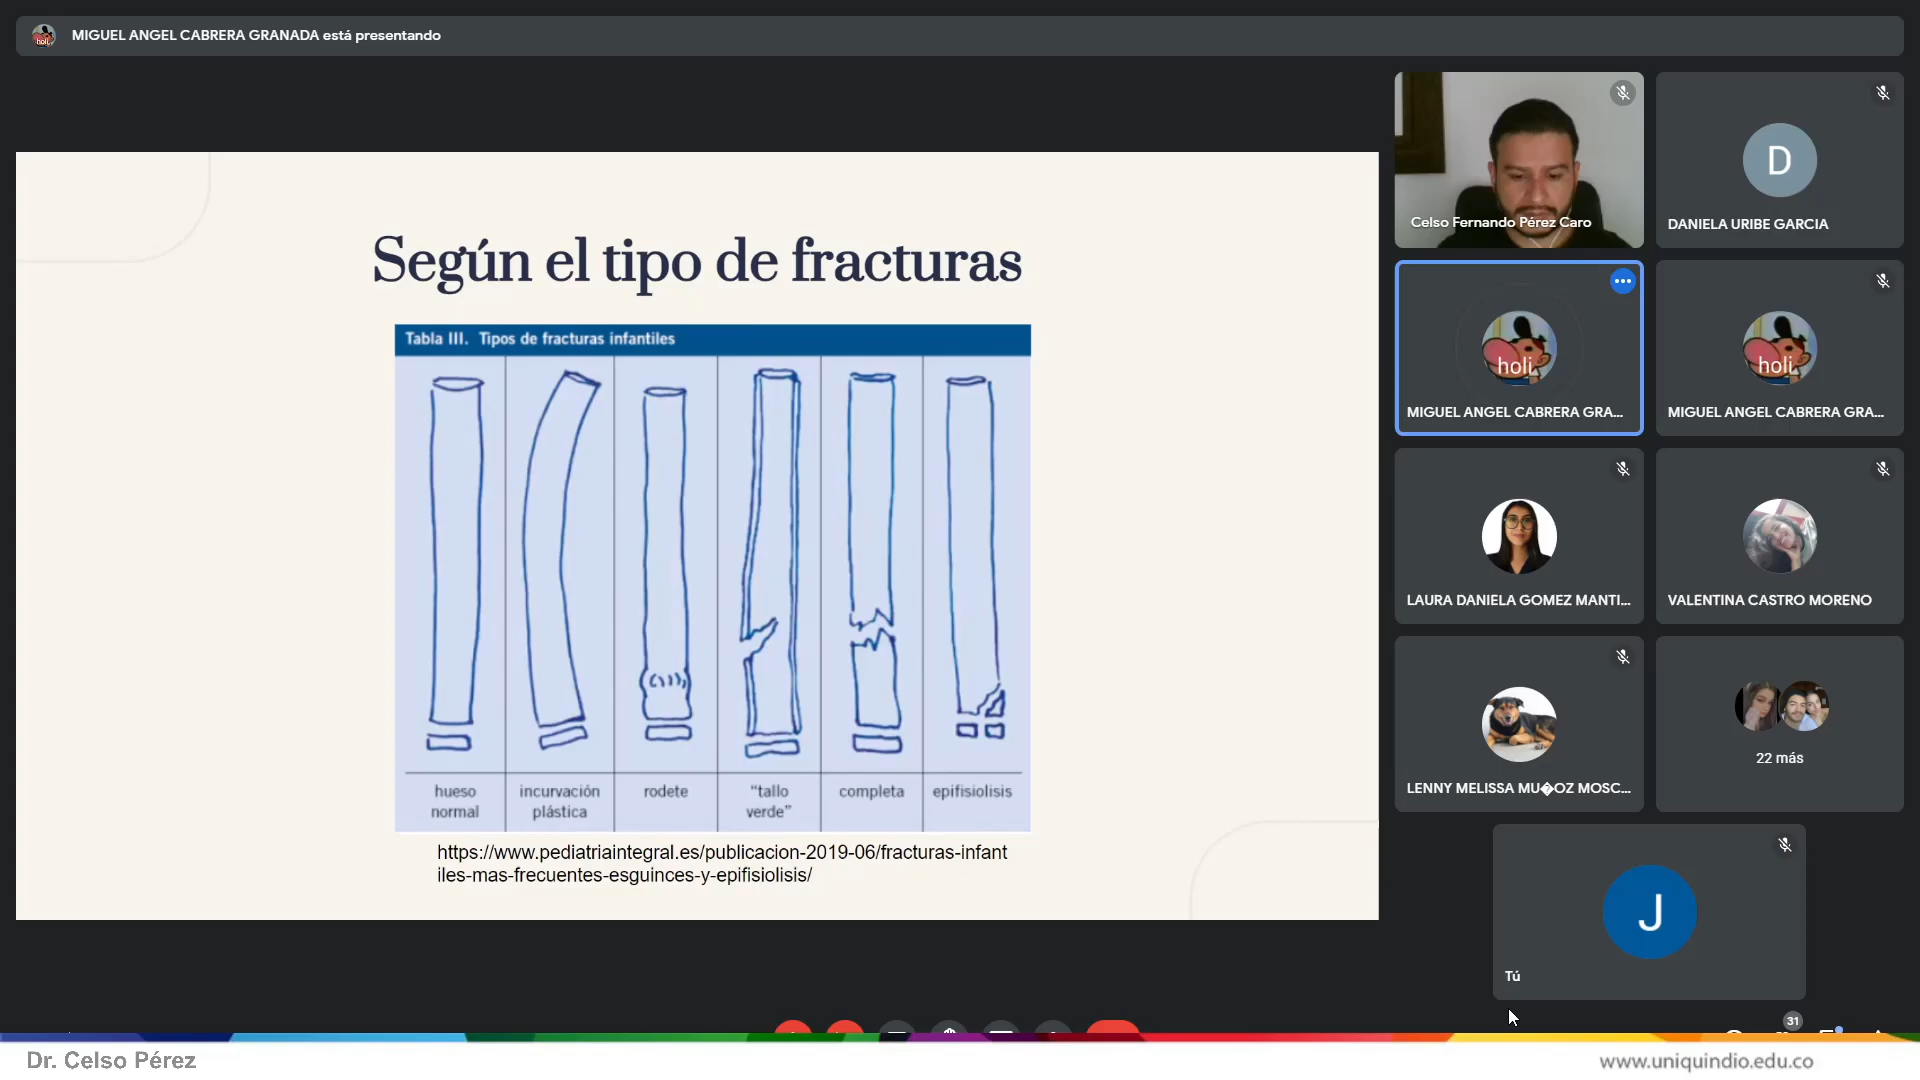 MIGUEL ANGEL CABRERA GRANADA está presentando
Según el tipo de fracturas
Tabla III. Tipos de fracturas infantiles
hueso normal
incurvación plástica
rodete
“tallo verde”
completa
epifisiolisis
https://www.pediatriaintegral.es/publicacion-2019-06/fracturas-infant
iles-mas-frecuentes-esguinces-y-epifisiolisis/
Celso Fernando Pérez Caro
D
DANIELA URIBE GARCIA
holi
MIGUEL ANGEL CABRERA GRA...
holi
MIGUEL ANGEL CABRERA GRA...
LAURA DANIELA GOMEZ MANTI...
VALENTINA CASTRO MORENO
LENNY MELISSA MU�OZ MOSC...
22 más
J
Tú
31
Dr. Celso Pérez
www.uniquindio.edu.co